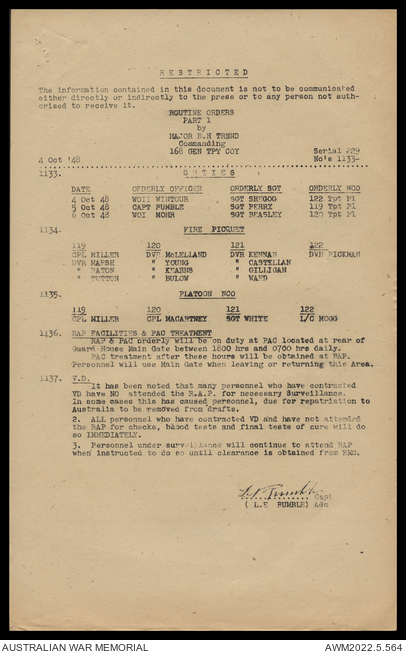 RESTRICTED
The information contained in this document is not to be communicated
either directly or indirectly to the press or to any person not auth-
orised to receive it.
ROUTINE ORDERS
PART 1
by
MAJOR B.H TREND
Commanding
168 GEN TPT COY
Serial 229
4 Oct '48 No's 1133-
1133. DUTIES
DATE ORDERLY OFFICER ORDERLY SGT ORDERLY NCO
4 Oct 48 WOII WINTOUR SGT SHEGOG 122 Tpt Pl
5 Oct 48 CAPT RUMBLE SGT PERRY 119 Tpt Pl
6 Oct 48 WOI MOHR SGT BEASLEY 120 Tpt Pl
1134. FIRE PICQUET
119 120 121 122
CPL MILLER DVR McLELLAND DVR KENNAN DVR RICKMAN
DVR MARSH " YOUNG " CASTELLAN
" EATON " KEARNS " GILLIGAN
" TUTTON " BULOW " WARD
1135. PLATOON NCO
119 120 121 122
CPL MILLER CPL MACARTNEY SGT WHITE L/C MOGG
1136. RAP FACILITIES & PAC TREATMENT
RAP & PAC orderly will be on duty at PAC located at rear of
Guard House Main Gate between 1800 hrs and 0700 hrs daily.
PAC treatment after these hours will be obtained at RAP.
Personnel will use Main Gate when leaving or returning this Area.
1137. V.D.
It has been noted that many personnel who have contracted
VD have NO attended the R.A.P. for necessary Surveillance.
In some cases this has caused personnel, due for repatriation to
Australia to be removed from drafts.
2. ALL personnel who have contracted VD and have not attended
the RAP for checks, blood tests and final tests of cure will do
so IMMEDIATELY.
3. Personnel under surveillance will continue to attend RAP
when instructed to do so until clearance is obtained from RMO.
Capt
( L.E RUMBLE) Adm
AUSTRALIAN WAR MEMORIAL AWM2022.5.564